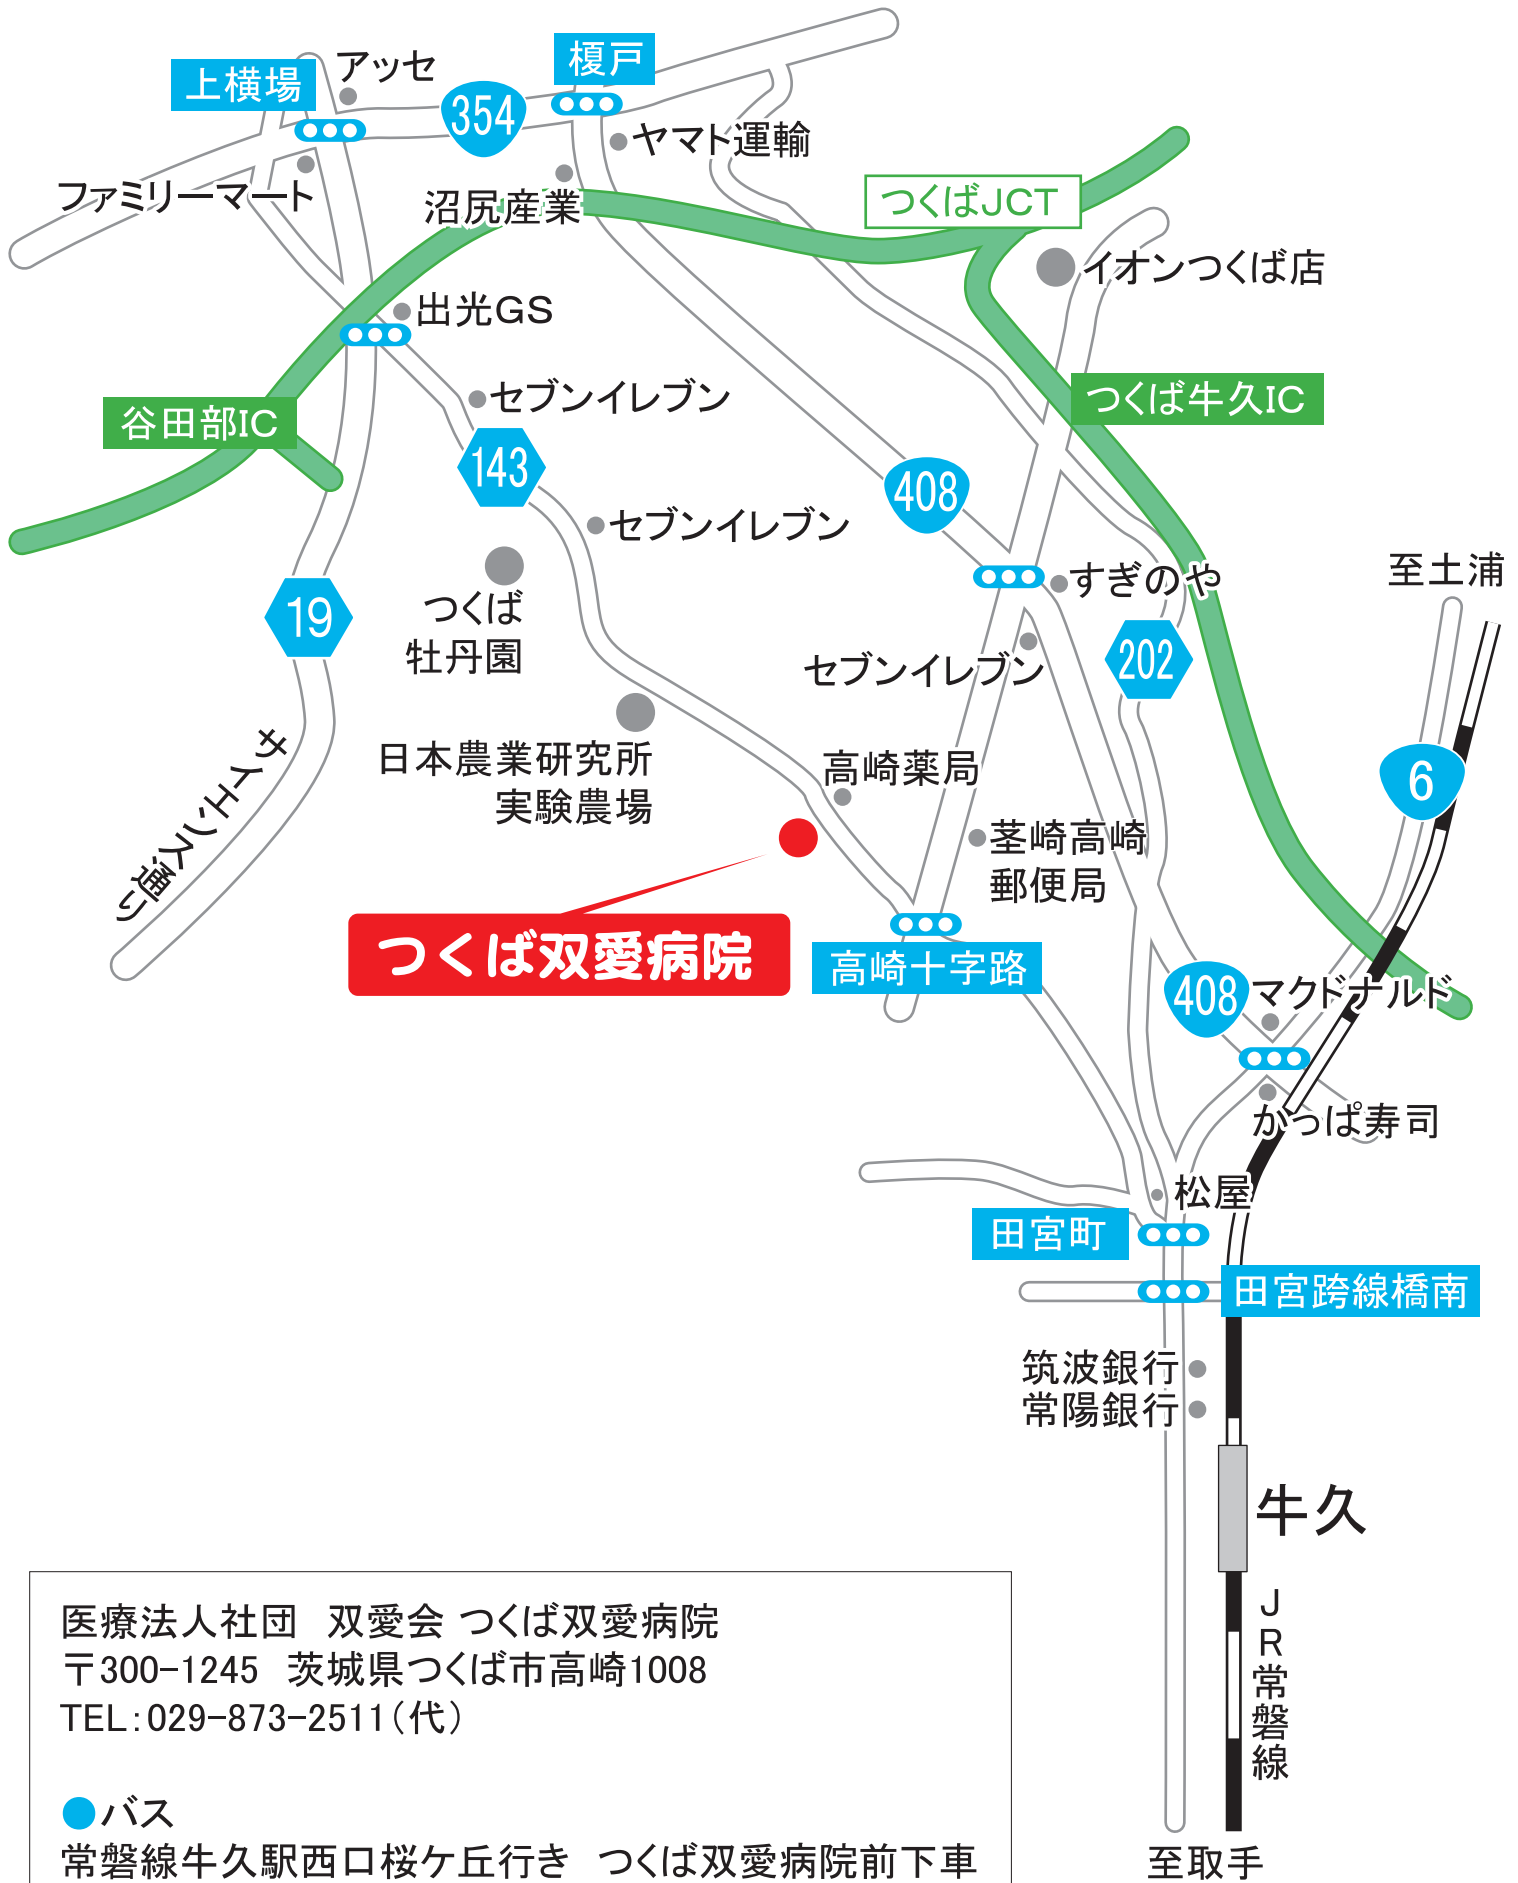 上横場
アッセ
354
榎戸
ヤマト運輸
ファミリーマート
沼尻産業
つくばJCT
イオンつくば店
出光GS
セブンイレブン
谷田部IC
つくば牛久IC
143
408
セブンイレブン
すぎのや
至土浦
19
つくば
牡丹園
セブンイレブン
202
サイエンス通り
日本農業研究所
実験農場
高崎薬局
6
茎崎高崎
郵便局
つくば双愛病院
高崎十字路
408
マクドナルド
かっぱ寿司
松屋
田宮町
田宮跨線橋南
筑波銀行
常陽銀行
牛久
JR常磐線
医療法人社団　双愛会 つくば双愛病院
〒300-1245　茨城県つくば市高崎1008
TEL：029-873-2511（代）
●バス
常磐線牛久駅西口桜ケ丘行き　つくば双愛病院前下車
至取手